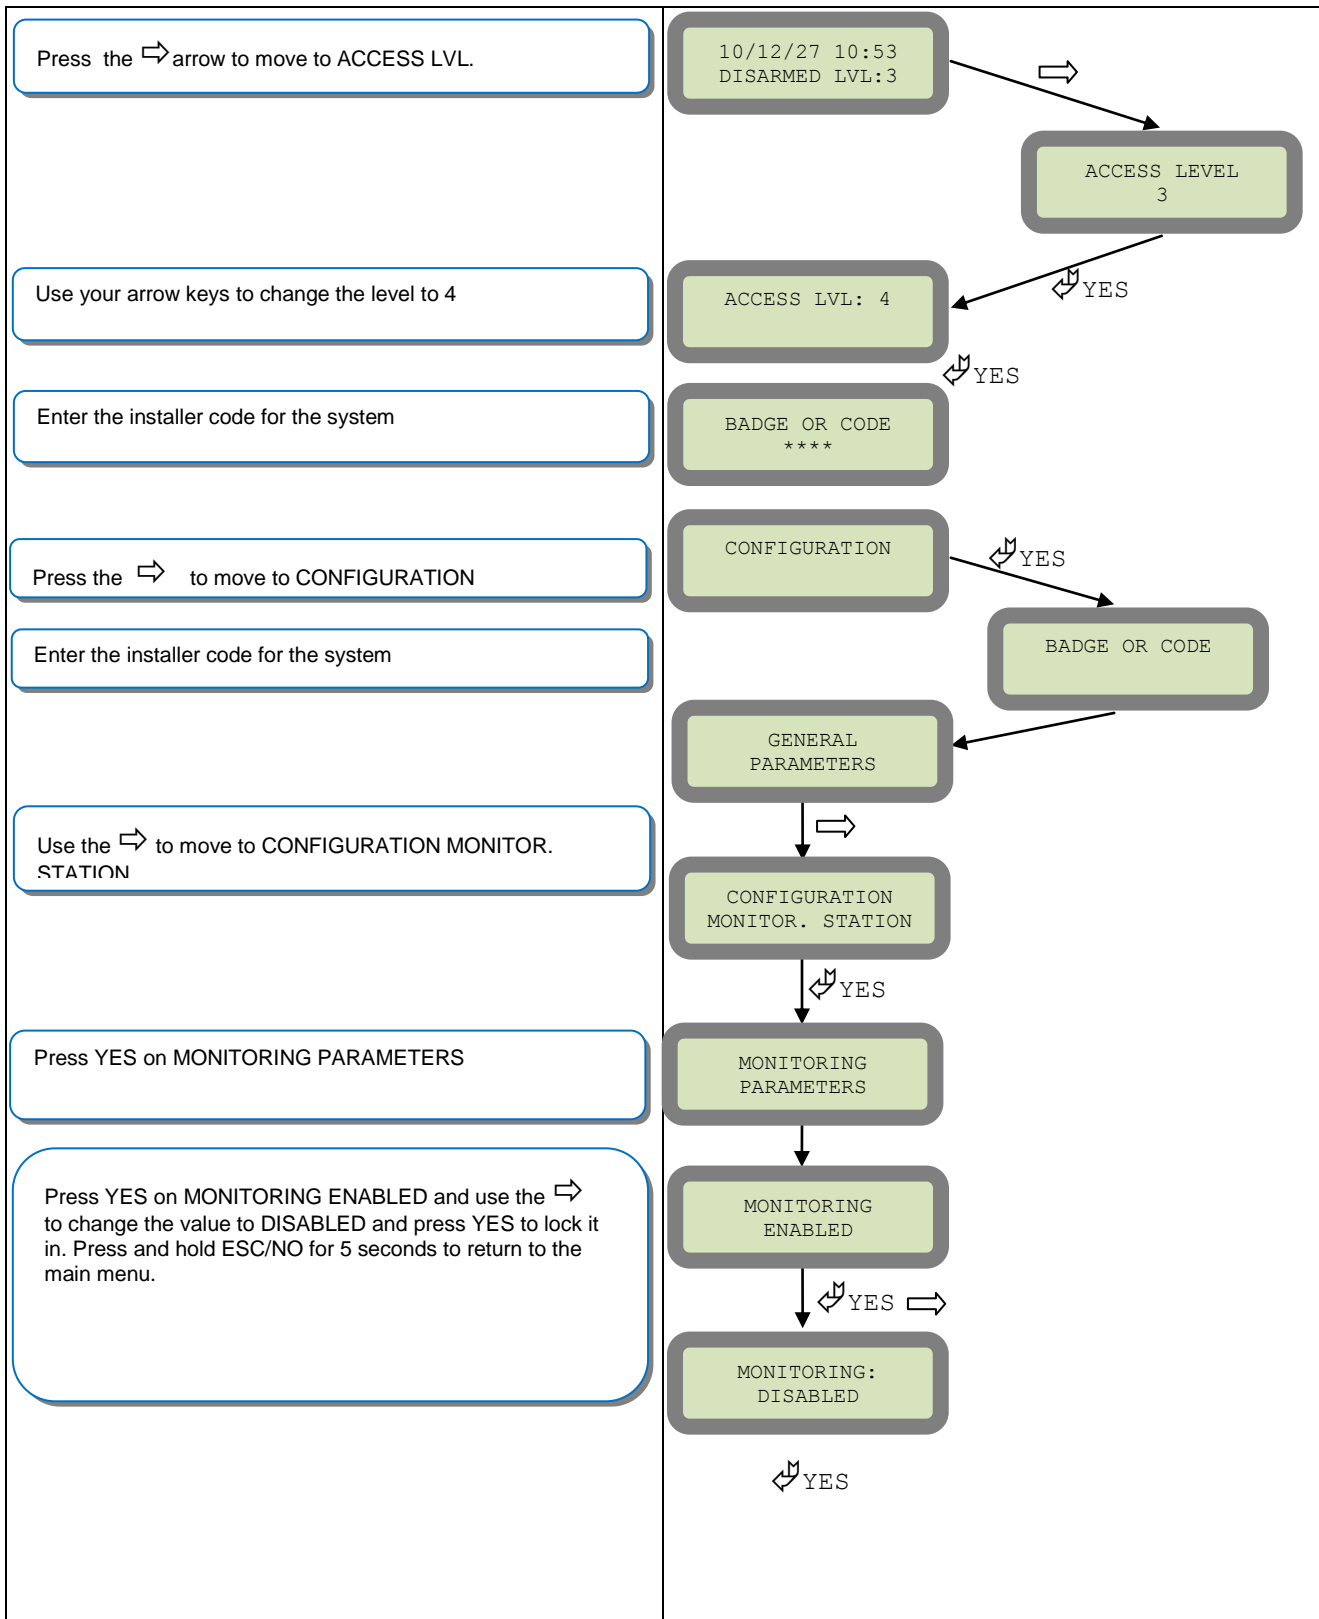 Press the ⇨ arrow to move to ACCESS LVL.
10/12/27 10:53
DISARMED LVL:3
⇨
ACCESS LEVEL
3
YES
Use your arrow keys to change the level to 4
ACCESS LVL: 4
YES
Enter the installer code for the system
BADGE OR CODE
****
Press the ⇨ to move to CONFIGURATION
CONFIGURATION
YES
Enter the installer code for the system
BADGE OR CODE
GENERAL
PARAMETERS
⇨
Use the ⇨ to move to CONFIGURATION MONITOR.
STATION
CONFIGURATION
MONITOR. STATION
YES
Press YES on MONITORING PARAMETERS
MONITORING
PARAMETERS
Press YES on MONITORING ENABLED and use the ⇨
to change the value to DISABLED and press YES to lock it
in. Press and hold ESC/NO for 5 seconds to return to the
main menu.
MONITORING
ENABLED
YES ⇨
MONITORING:
DISABLED
YES